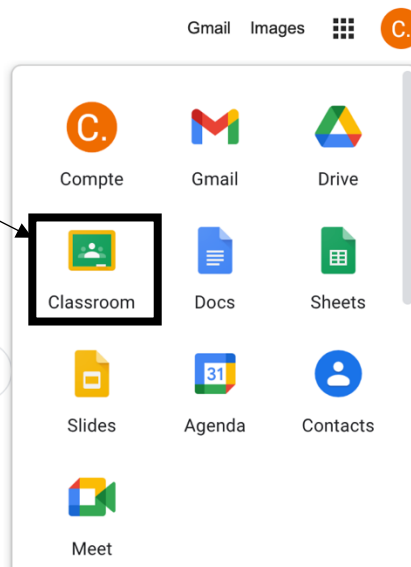 Gmail Images C.
C.
Compte Gmail Drive
Classroom Docs Sheets
31
Slides Agenda Contacts
Meet